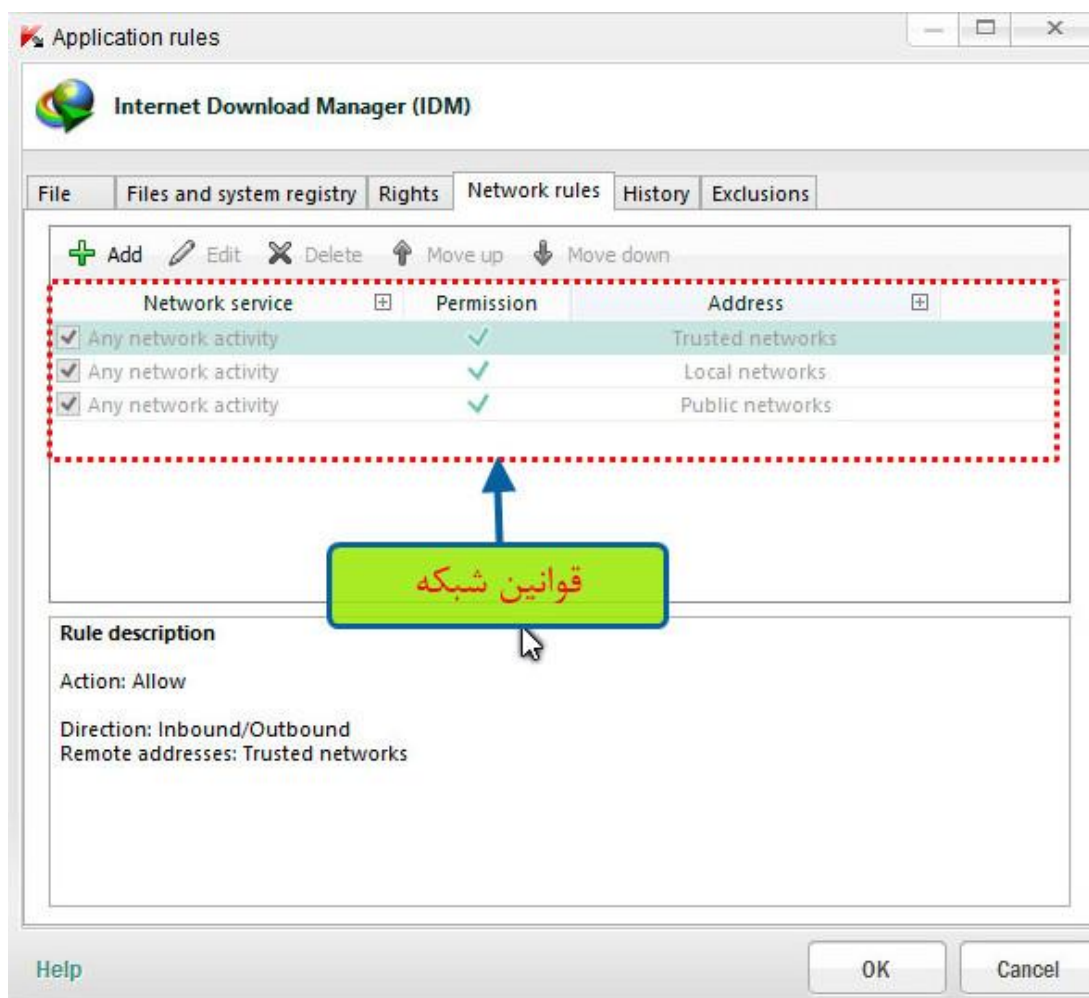 Application rules
Internet Download Manager (IDM)
File Files and system registry Rights Network rules History Exclusions
Add Edit Delete Move up Move down
Network service Permission Address
Any network activity Trusted networks
Any network activity Local networks
Any network activity Public networks
قوانین شبکه
Rule description
Action: Allow
Direction: Inbound/Outbound
Remote addresses: Trusted networks
Help OK Cancel